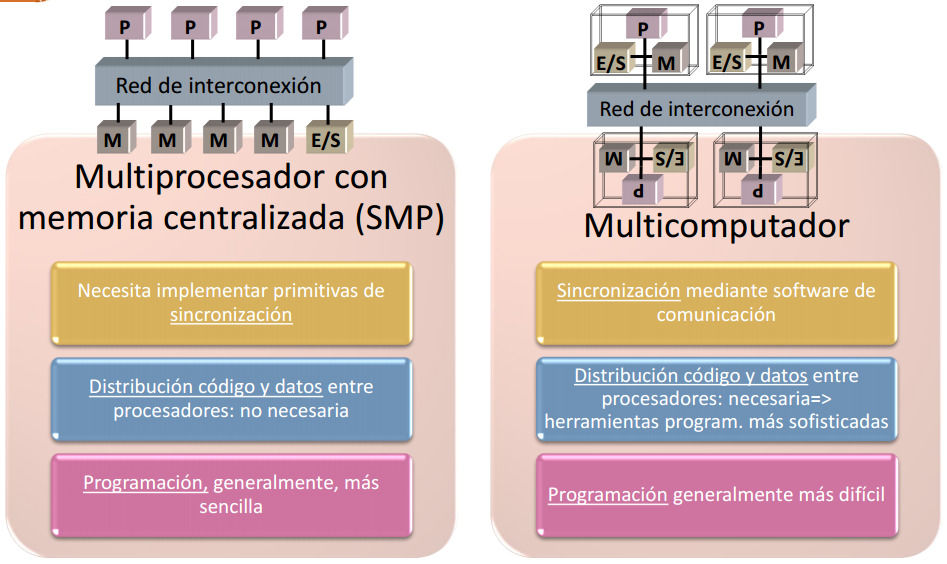 P P P P
Red de interconexión
M M M M E/S
Multiprocesador con
memoria centralizada (SMP)
Necesita implementar primitivas de
sincronización
Distribución código y datos entre
procesadores: no necesaria
Programación, generalmente, más
sencilla
P P
E/S M E/S M
Red de interconexión
M E/S M E/S
P P
Multicomputador
Sincronización mediante software de
comunicación
Distribución código y datos entre
procesadores: necesaria=>
herramientas program. más sofisticadas
Programación generalmente más difícil